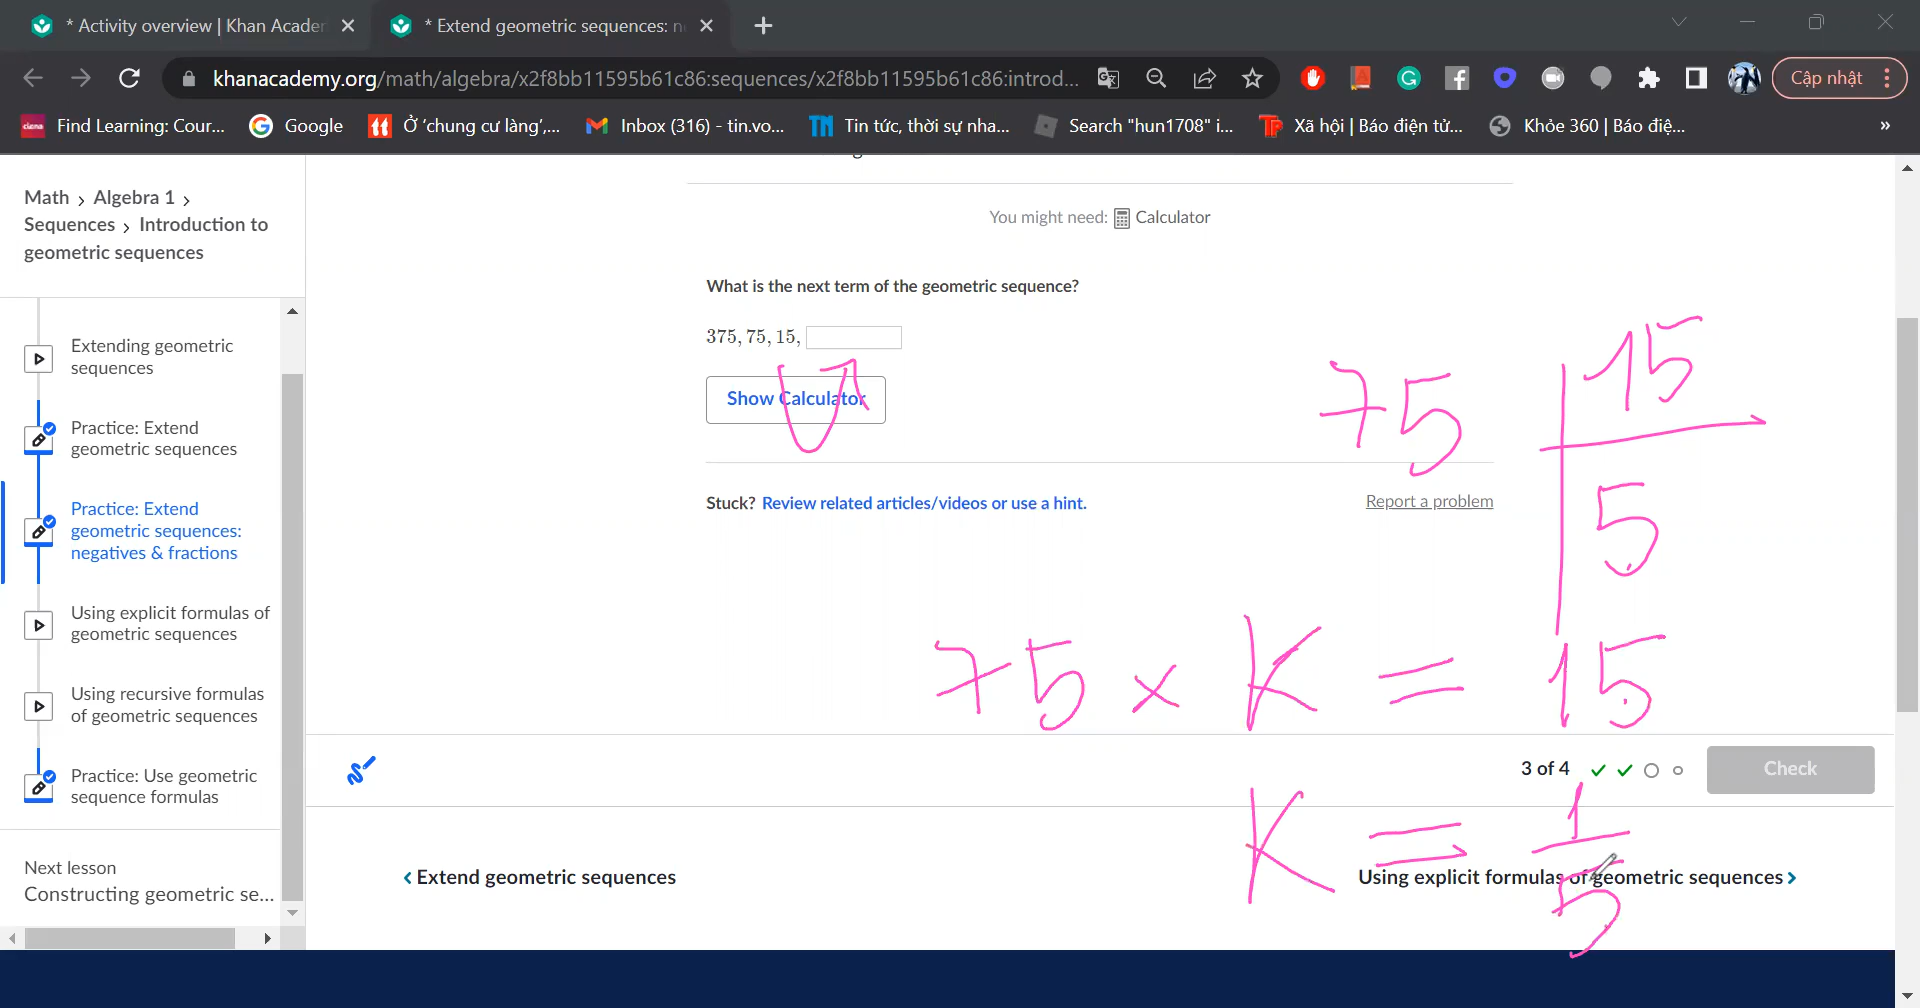 * Activity overview | Khan Acade
* Extend geometric sequences: n
khanacademy.org/math/algebra/x2f8bb11595b61c86:sequences/x2f8bb11595b61c86:introd...
Cập nhật
Find Learning: Cour...
Google
Ở 'chung cư làng',...
Inbox (316) - tin.vo...
Tin tức, thời sự nha...
Search "hun1708" i...
Xã hội | Báo điện tử...
Khỏe 360 | Báo điệ...
Math > Algebra 1 >
Sequences > Introduction to
geometric sequences
Extending geometric
sequences
Practice: Extend
geometric sequences
Practice: Extend
geometric sequences:
negatives & fractions
Using explicit formulas of
geometric sequences
Using recursive formulas
of geometric sequences
Practice: Use geometric
sequence formulas
Next lesson
Constructing geometric se...
You might need: Calculator
What is the next term of the geometric sequence?
375, 75, 15,
Show Calculator
75 15
5
Stuck? Review related articles/videos or use a hint.
Report a problem
75 x K = 15
3 of 4
Check
K = 1
5
Extend geometric sequences
Using explicit formulas of geometric sequences